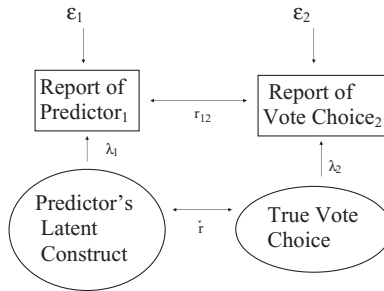 ε1 ε2
Report of
Predictor1
Report of
Vote Choice2
r12
λ1 λ2
Predictor's
Latent
Construct
ř
True Vote
Choice